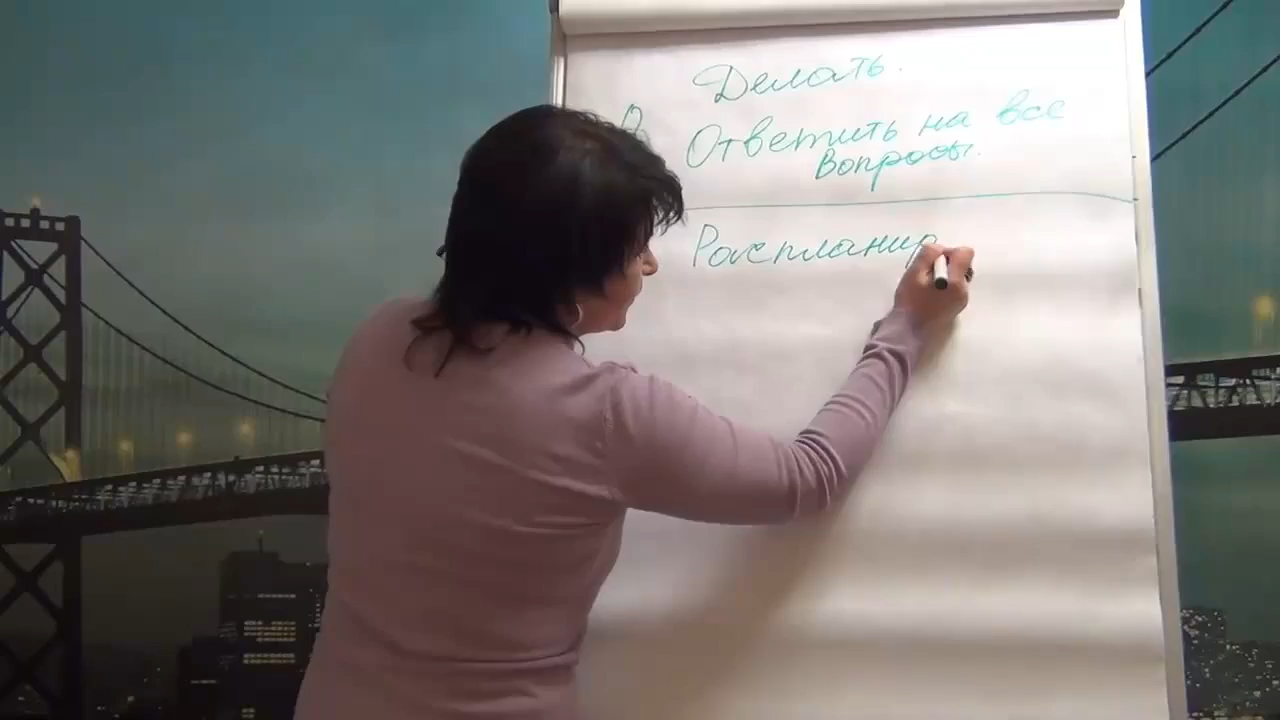 Делать.
Ответить на все
вопросы.
Распланир